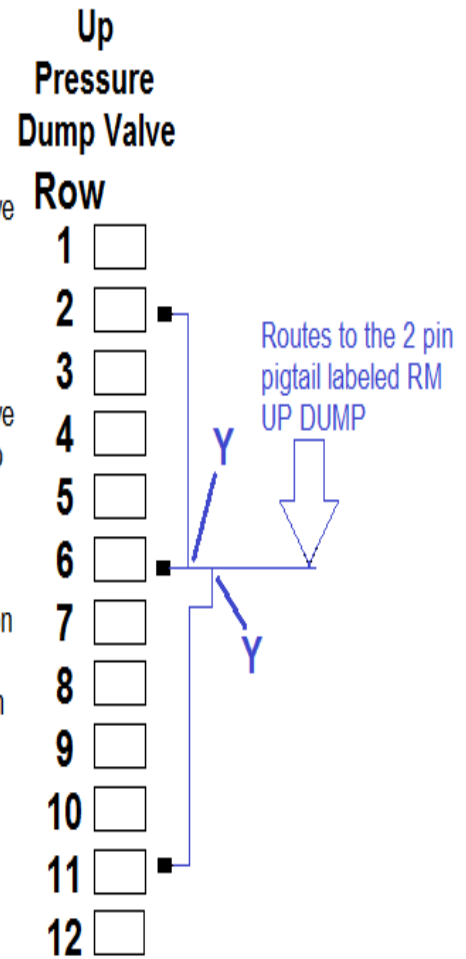 Up
Pressure
Dump Valve
Row
1
2
3
4
5
6
7
8
9
10
11
12
Routes to the 2 pin
pigtail labeled RM
UP DUMP
Y
Y